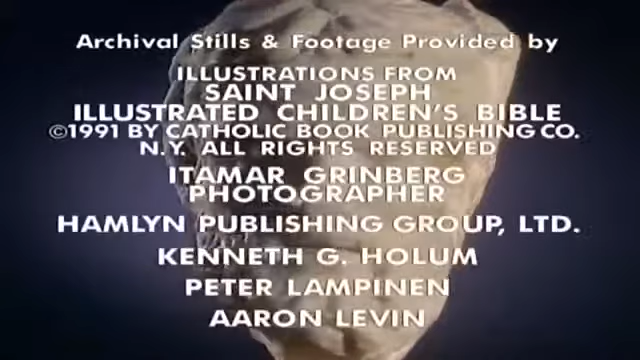 Archival Stills & Footage Provided by
ILLUSTRATIONS FROM
SAINT JOSEPH
ILLUSTRATED CHILDREN'S BIBLE
©1991 BY CATHOLIC BOOK PUBLISHING CO.
N.Y. ALL RIGHTS RESERVED
ITAMAR GRINBERG
PHOTOGRAPHER
HAMLYN PUBLISHING GROUP, LTD.
KENNETH G. HOLUM
PETER LAMPINEN
AARON LEVIN